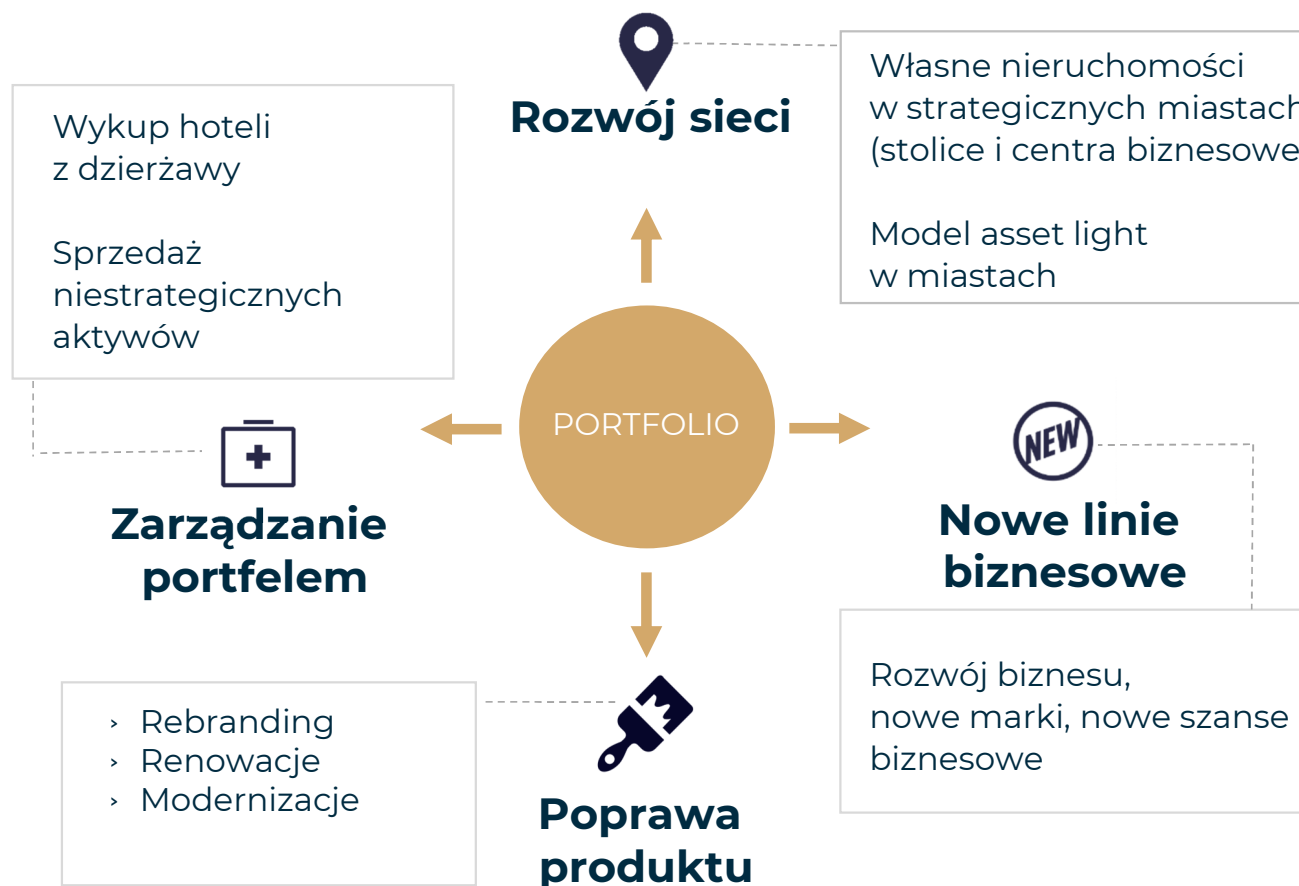 Rozwój sieci
Własne nieruchomości
w strategicznych miastach
(stolice i centra biznesowe
Model asset light
w miastach
Wykup hoteli
z dzierżawy
Sprzedaż
niestrategicznych
aktywów
PORTFOLIO
NEW
Zarządzanie
portfelem
Nowe linie
biznesowe
Rozwój biznesu,
nowe marki, nowe szanse
biznesowe
› Rebranding
› Renowacje
› Modernizacje
Poprawa
produktu